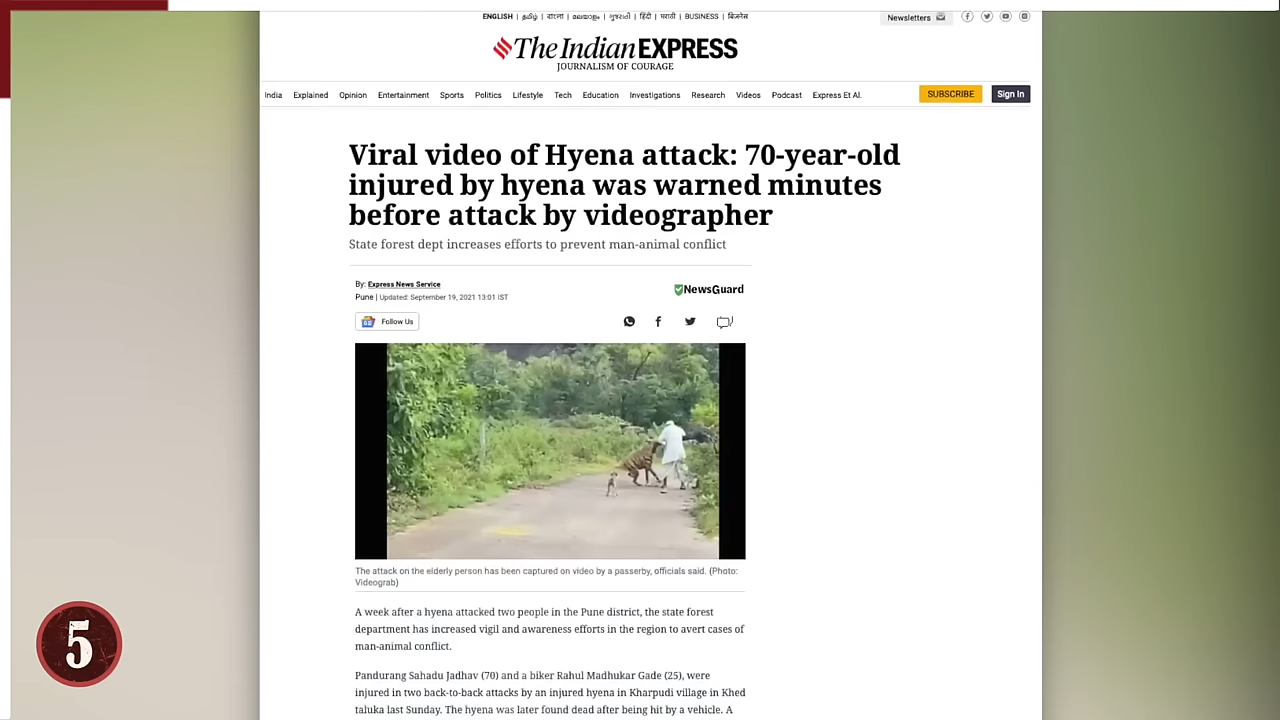 ENGLISH | தமிழ் | বাংলা | മലയാളം | ગુજરાતી | हिंदी | मराठी | BUSINESS | बिज़नेस
Newsletters
The Indian EXPRESS
JOURNALISM OF COURAGE
India Explained Opinion Entertainment Sports Politics Lifestyle Tech Education Investigations Research Videos Podcast Express Et Al. SUBSCRIBE Sign In
Viral video of Hyena attack: 70-year-old
injured by hyena was warned minutes
before attack by videographer
State forest dept increases efforts to prevent man-animal conflict
By: Express News Service
Pune | Updated: September 19, 2021 13:01 IST
NewsGuard
Follow Us
The attack on the elderly person has been captured on video by a passerby, officials said. (Photo:
Videograb)
A week after a hyena attacked two people in the Pune district, the state forest
department has increased vigil and awareness efforts in the region to avert cases of
man-animal conflict.
Pandurang Sahadu Jadhav (70) and a biker Rahul Madhukar Gade (25), were
injured in two back-to-back attacks by an injured hyena in Kharpudi village in Khed
taluka last Sunday. The hyena was later found dead after being hit by a vehicle. A
5